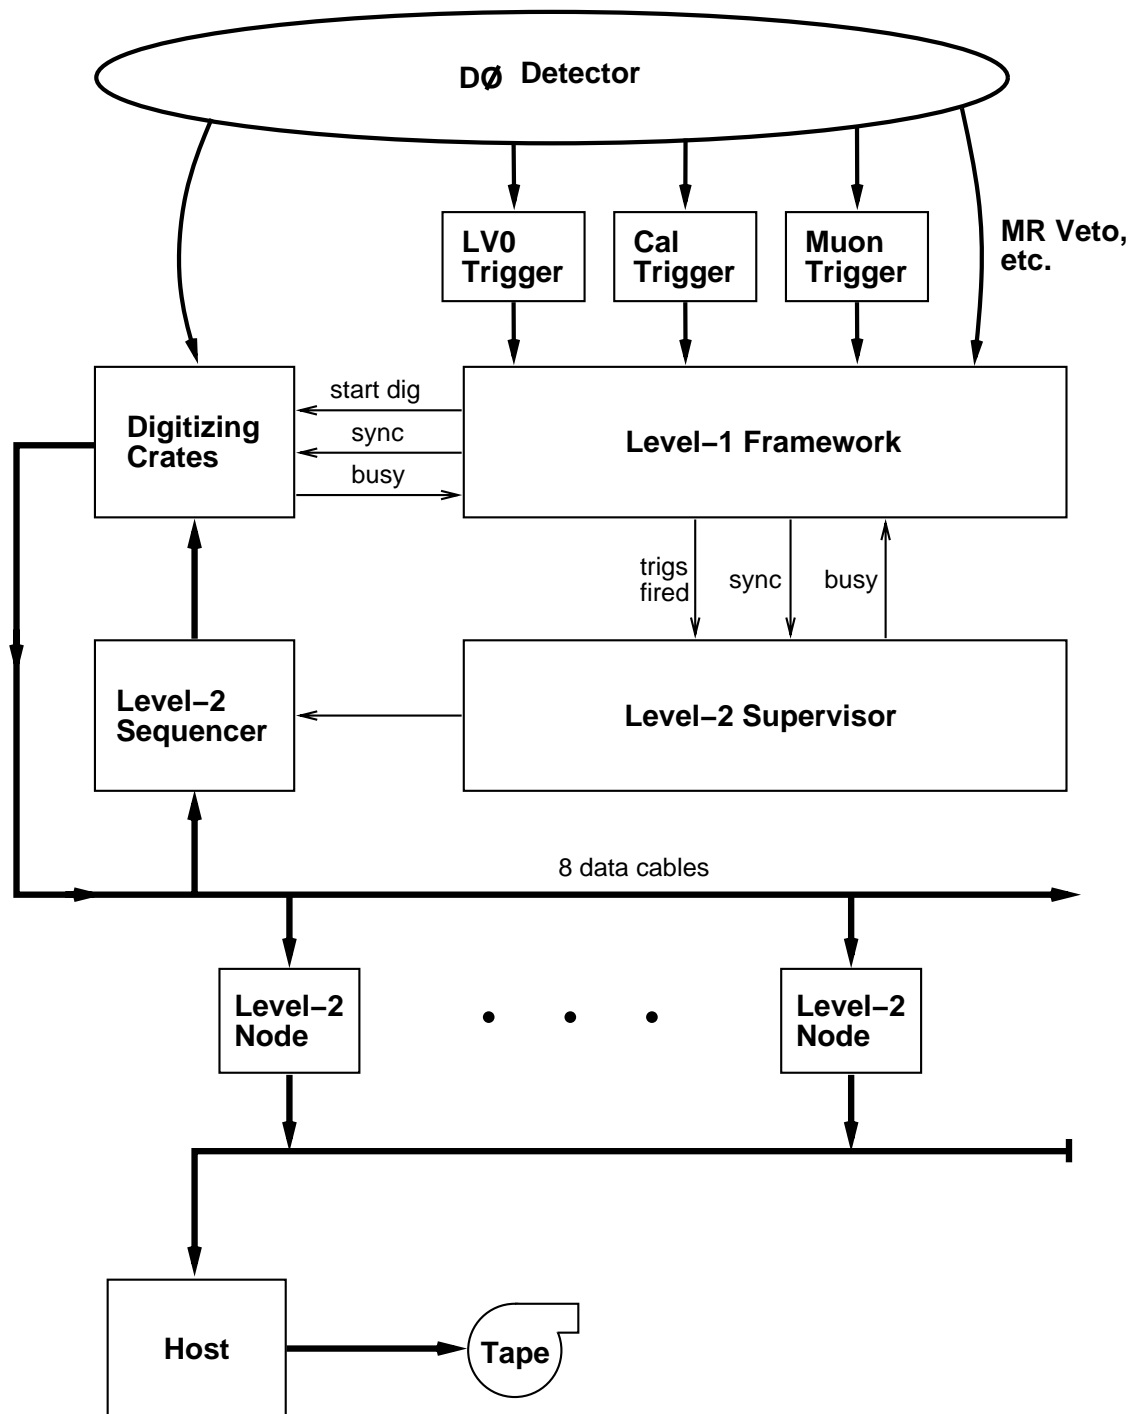 DØ Detector
LV0
Trigger
Cal
Trigger
Muon
Trigger
MR Veto,
etc.
Digitizing
Crates
start dig
sync
busy
Level–1 Framework
trigs
fired
sync
busy
Level–2
Sequencer
Level–2 Supervisor
8 data cables
Level–2
Node
Level–2
Node
Host
Tape